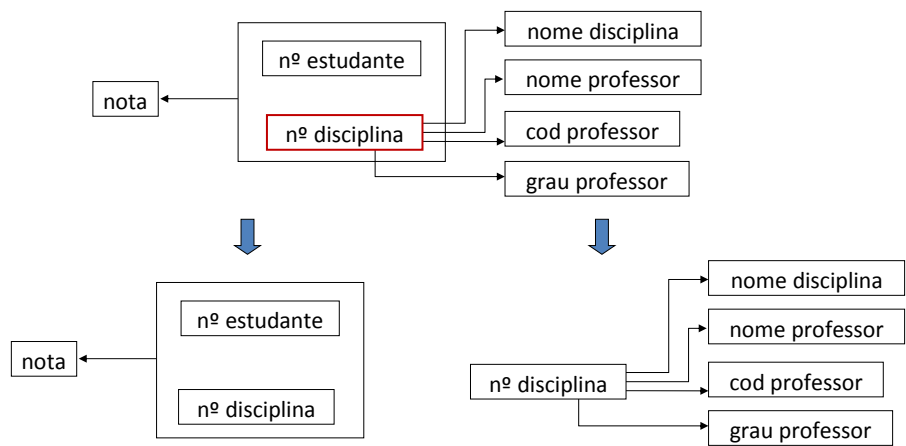 nome disciplina
nº estudante
nome professor
nota
cod professor
nº disciplina
grau professor
nome disciplina
nº estudante
nome professor
nota
nº disciplina
cod professor
nº disciplina
grau professor